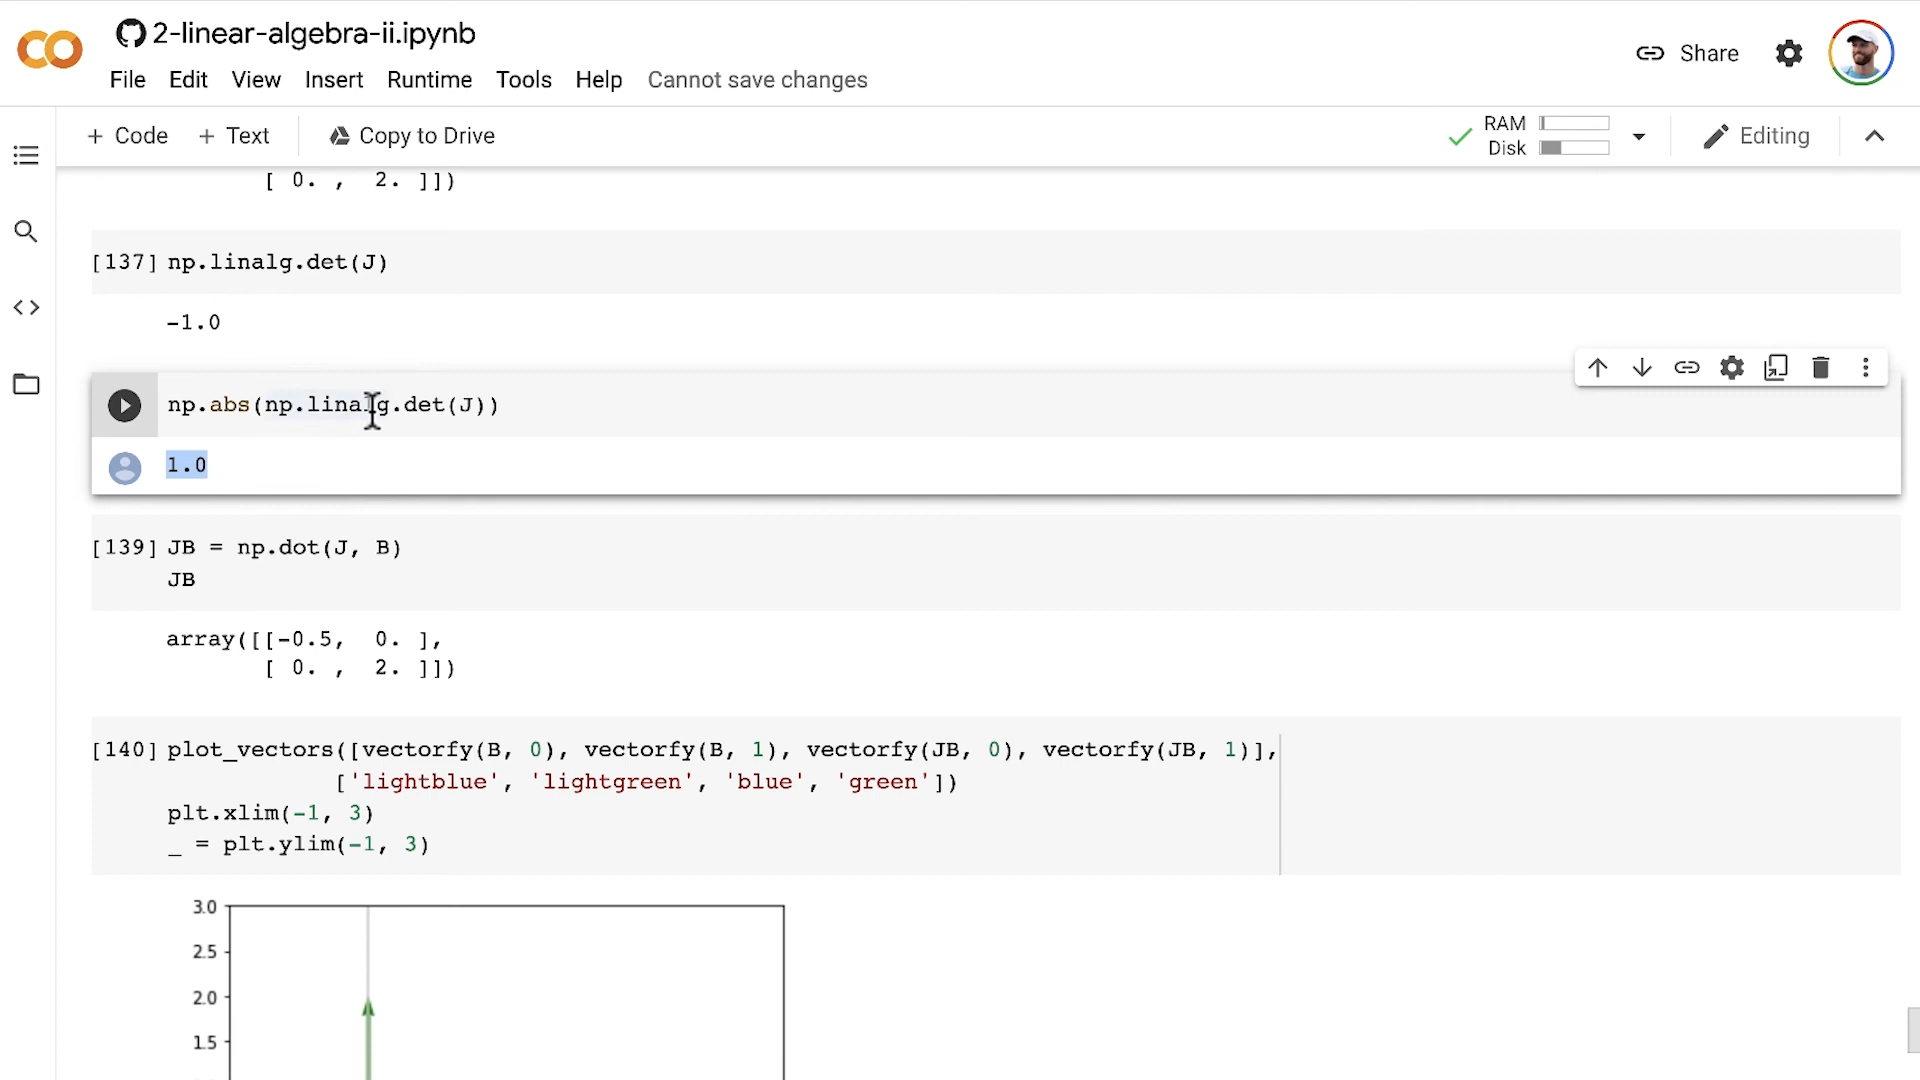 2-linear-algebra-ii.ipynb
File Edit View Insert Runtime Tools Help Cannot save changes
Share
+ Code + Text Copy to Drive
RAM
Disk
Editing
[ 0. , 2. ]])
[137] np.linalg.det(J)
-1.0
np.abs(np.linalg.det(J))
1.0
[139] JB = np.dot(J, B)
JB
array([[-0.5, 0. ],
[ 0. , 2. ]])
[140] plot_vectors([vectorfy(B, 0), vectorfy(B, 1), vectorfy(JB, 0), vectorfy(JB, 1)],
['lightblue', 'lightgreen', 'blue', 'green'])
plt.xlim(-1, 3)
_ = plt.ylim(-1, 3)
3.0
2.5
2.0
1.5